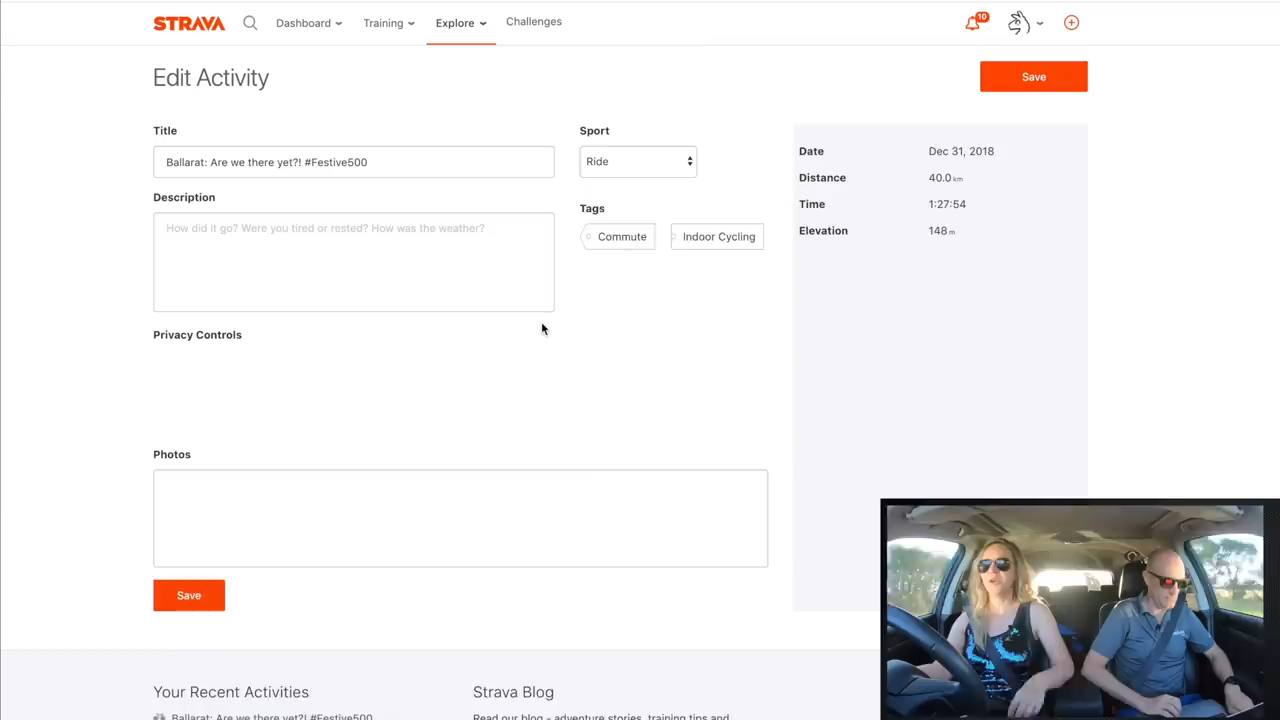 STRAVA Dashboard Training Explore Challenges 10
Edit Activity
Save
Title
Ballarat: Are we there yet?! #Festive500
Description
How did it go? Were you tired or rested? How was the weather?
Sport
Ride
Tags
Commute Indoor Cycling
Date Dec 31, 2018
Distance 40.0 km
Time 1:27:54
Elevation 148 m
Privacy Controls
Photos
Save
Your Recent Activities
Ballarat: Are we there yet?! #Festive500
Strava Blog
Read our blog - adventure stories, training tips and